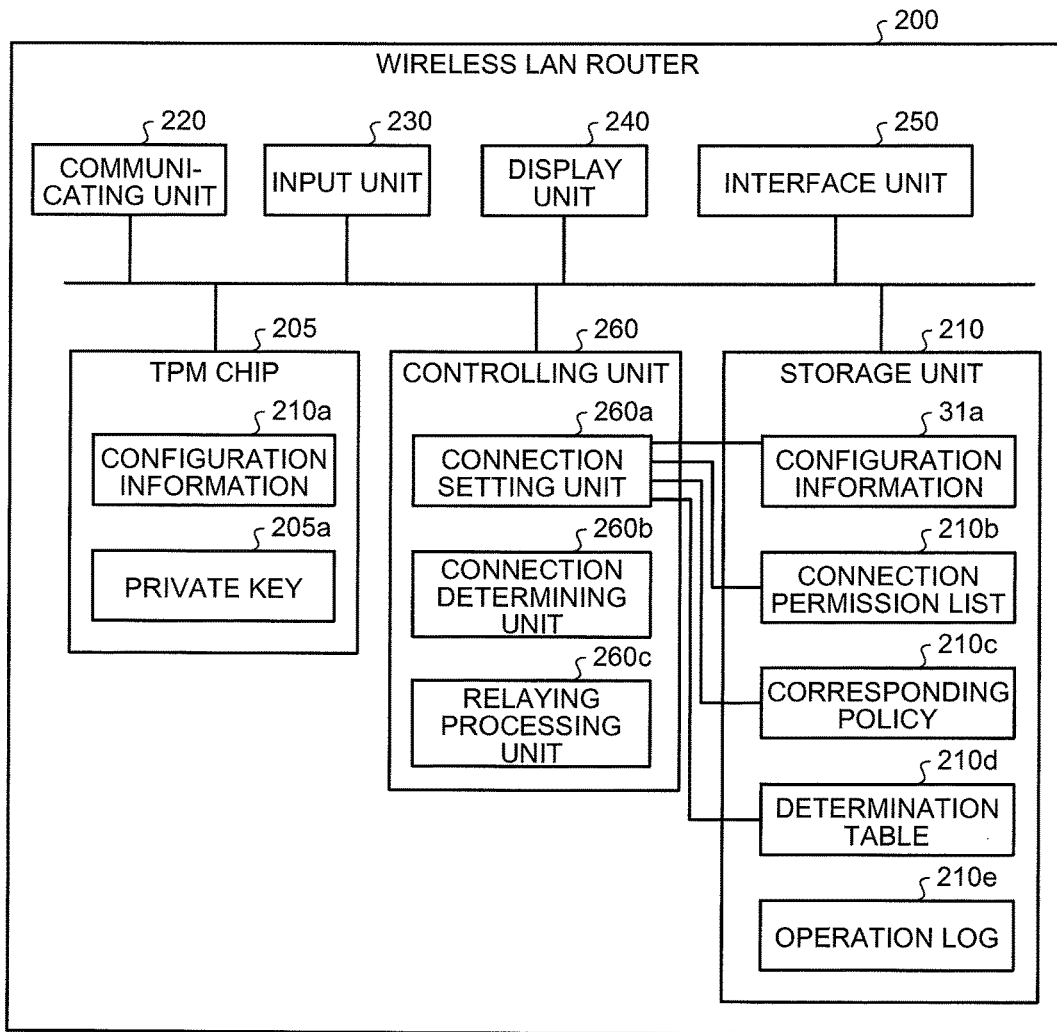 200
WIRELESS LAN ROUTER
220
230
240
250
COMMUNI-
CATING UNIT
INPUT UNIT
DISPLAY
UNIT
INTERFACE UNIT
205
TPM CHIP
210a
CONFIGURATION
INFORMATION
205a
PRIVATE KEY
260
CONTROLLING UNIT
260a
CONNECTION
SETTING UNIT
260b
CONNECTION
DETERMINING
UNIT
260c
RELAYING
PROCESSING
UNIT
210
STORAGE UNIT
31a
CONFIGURATION
INFORMATION
210b
CONNECTION
PERMISSION LIST
210c
CORRESPONDING
POLICY
210d
DETERMINATION
TABLE
210e
OPERATION LOG